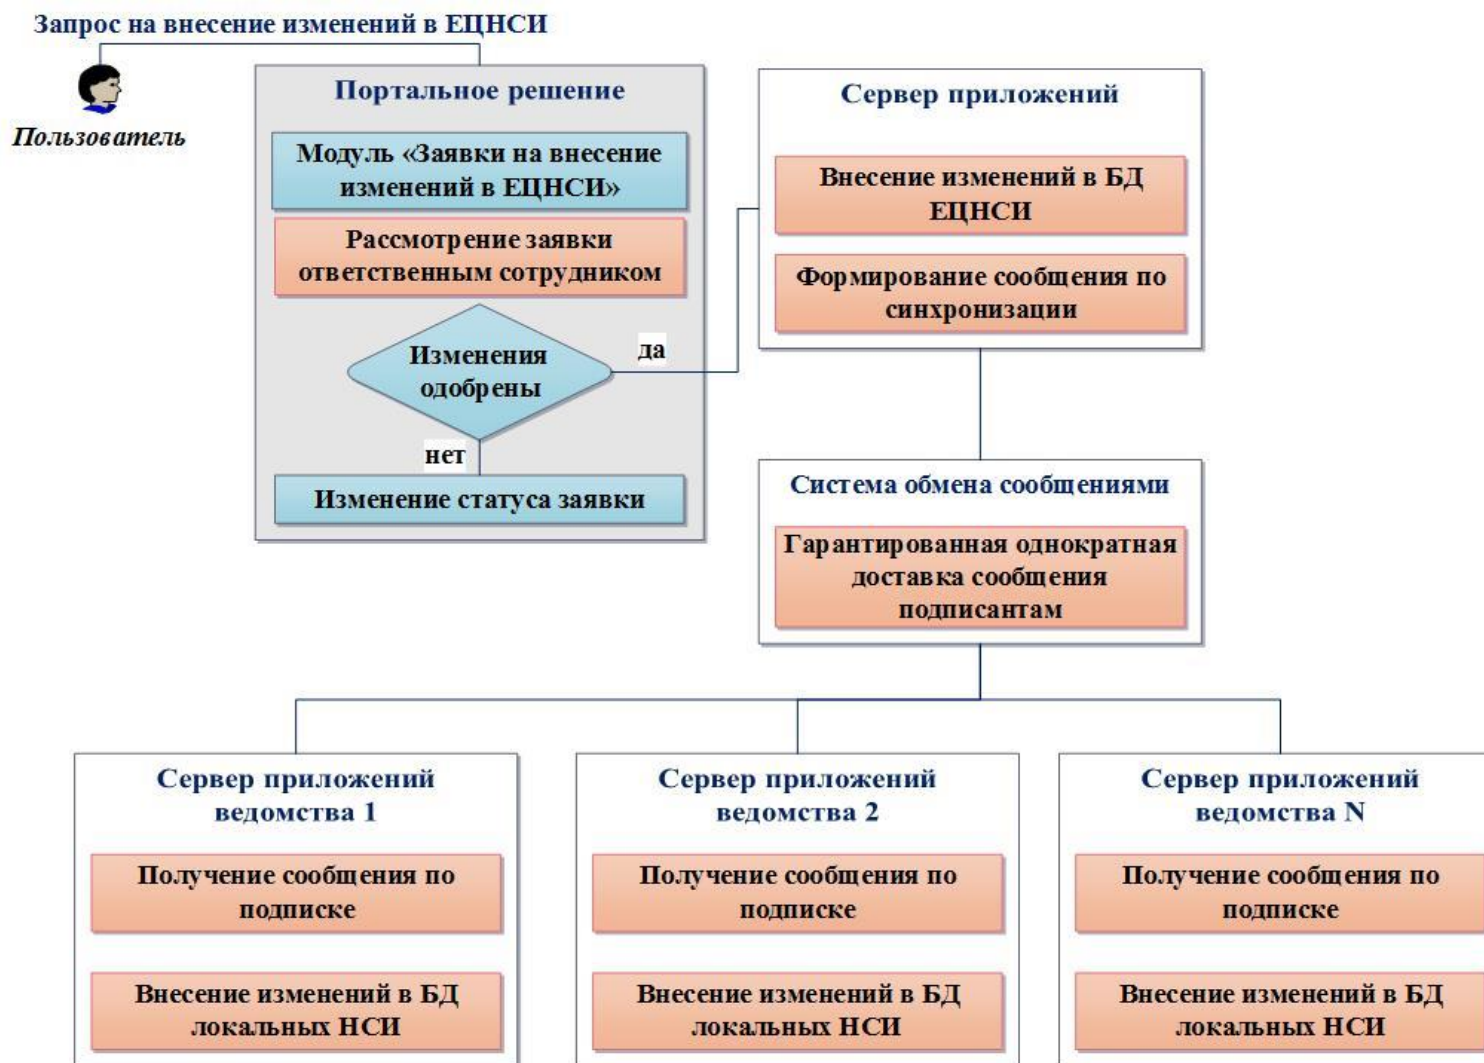 Запрос на внесение изменений в ЕЦНСИ
Пользователь
Портальное решение
Модуль «Заявки на внесение
изменений в ЕЦНСИ»
Рассмотрение заявки
ответственным сотрудником
Изменения
одобрены
да
нет
Изменение статуса заявки
Сервер приложений
Внесение изменений в БД
ЕЦНСИ
Формирование сообщения по
синхронизации
Система обмена сообщениями
Гарантированная однократная
доставка сообщения
подписантам
Сервер приложений
ведомства 1
Получение сообщения по
подписке
Внесение изменений в БД
локальных НСИ
Сервер приложений
ведомства 2
Получение сообщения по
подписке
Внесение изменений в БД
локальных НСИ
Сервер приложений
ведомства N
Получение сообщения по
подписке
Внесение изменений в БД
локальных НСИ